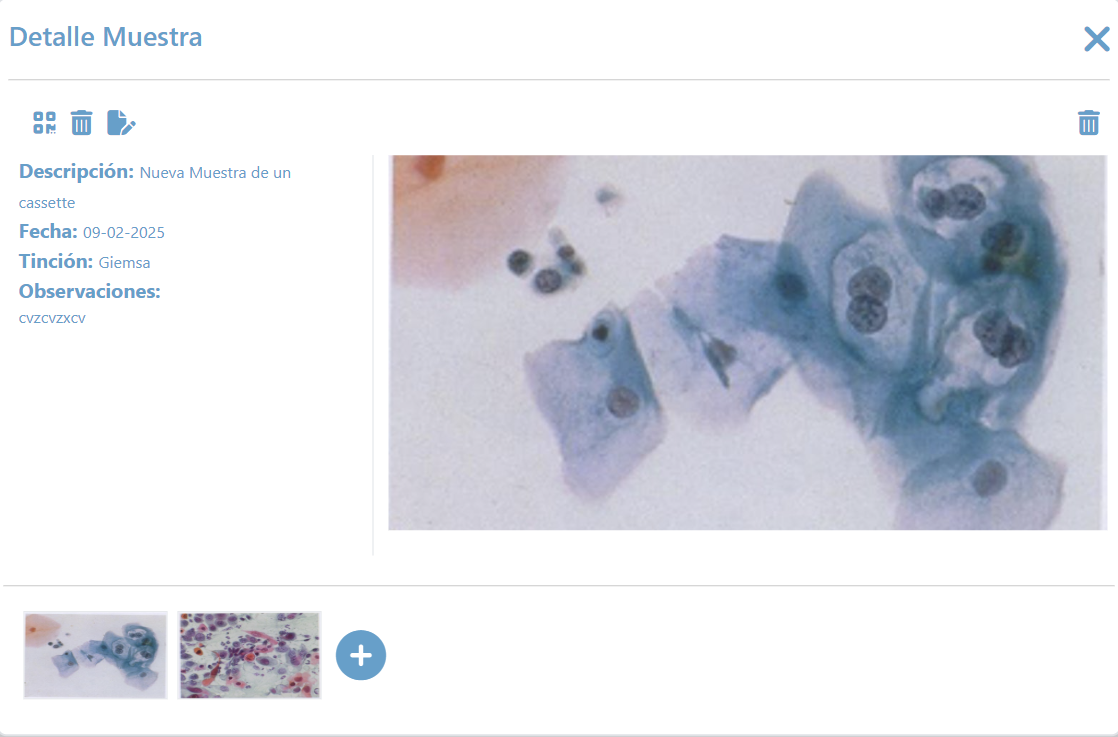 Detalle Muestra
Descripción: Nueva Muestra de un
cassette
Fecha: 09-02-2025
Tinción: Giemsa
Observaciones:
cvzcvzxcv